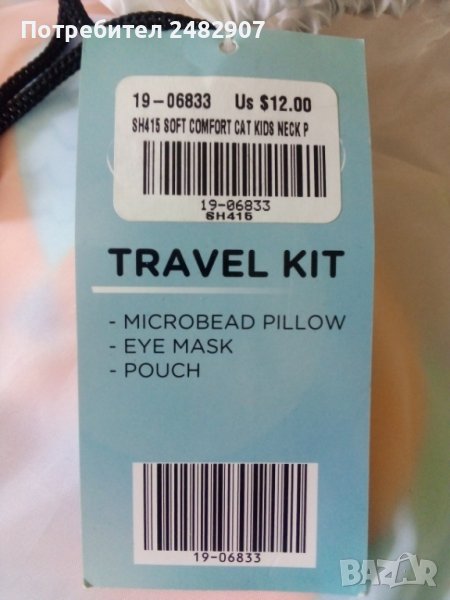 Потребител 2482907
19-06833 Us $12.00
SH415 SOFT COMFORT CAT KIDS NECK P
19-06833
SH415
TRAVEL KIT
- MICROBEAD PILLOW
- EYE MASK
- POUCH
19-06833
BAZAR